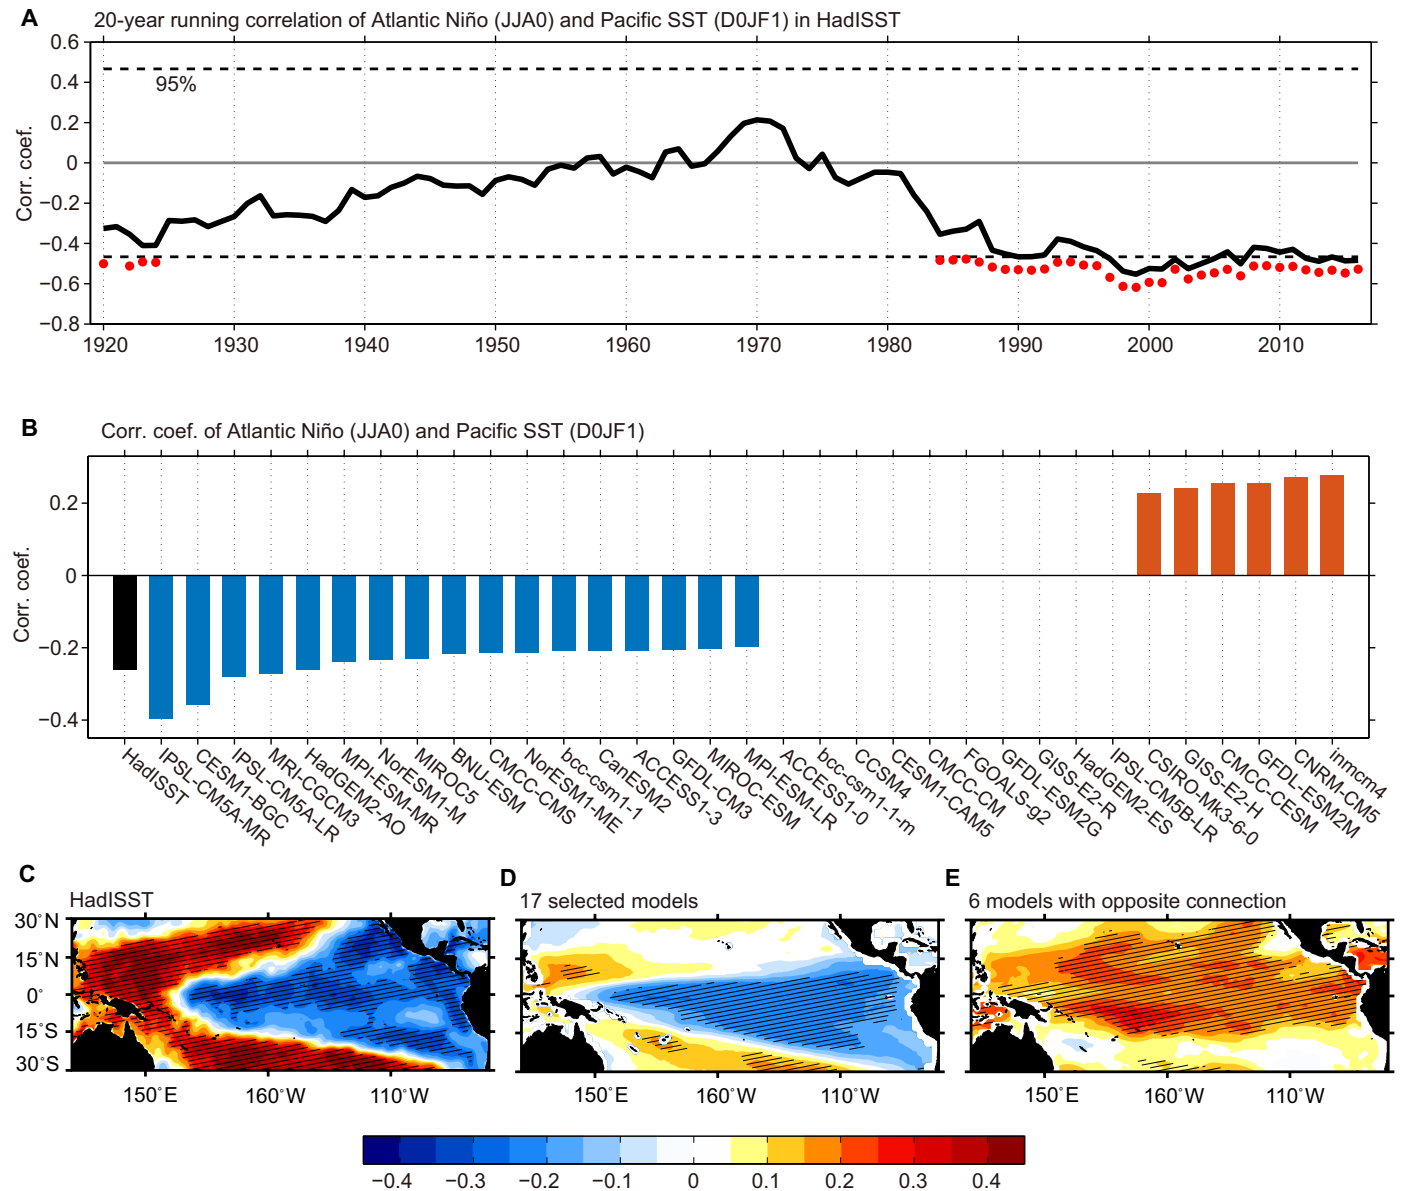 A
20-year running correlation of Atlantic Niño (JJA0) and Pacific SST (D0JF1) in HadISST
0.6
0.4
0.2
0
−0.2
−0.4
−0.6
−0.8
Corr. coef.
95%
1920 1930 1940 1950 1960 1970 1980 1990 2000 2010
B
Corr. coef. of Atlantic Niño (JJA0) and Pacific SST (D0JF1)
0.2
0
−0.2
−0.4
Corr. coef.
HadISST
IPSL-CM5A-MR
CESM1-BGC
IPSL-CM5A-LR
MRI-CGCM3
HadGEM2-AO
MPI-ESM-MR
NorESM1-M
MIROC5
BNU-ESM
CMCC-CMS
NorESM1-ME
bcc-csm1-1
CanESM2
ACCESS1-3
GFDL-CM3
MIROC-ESM
MPI-ESM-LR
ACCESS1-0
bcc-csm1-1-m
CCSM4
CESM1-CAM5
CMCC-CM
FGOALS-g2
GFDL-ESM2G
GISS-E2-R
HadGEM2-ES
IPSL-CM5B-LR
CSIRO-Mk3-6-0
GISS-E2-H
CMCC-CESM
GFDL-ESM2M
CNRM-CM5
inmcm4
C
HadISST
30°N
15°N
0°
15°S
30°S
150°E 160°W 110°W
D
17 selected models
150°E 160°W 110°W
E
6 models with opposite connection
150°E 160°W 110°W
−0.4 −0.3 −0.2 −0.1 0 0.1 0.2 0.3 0.4